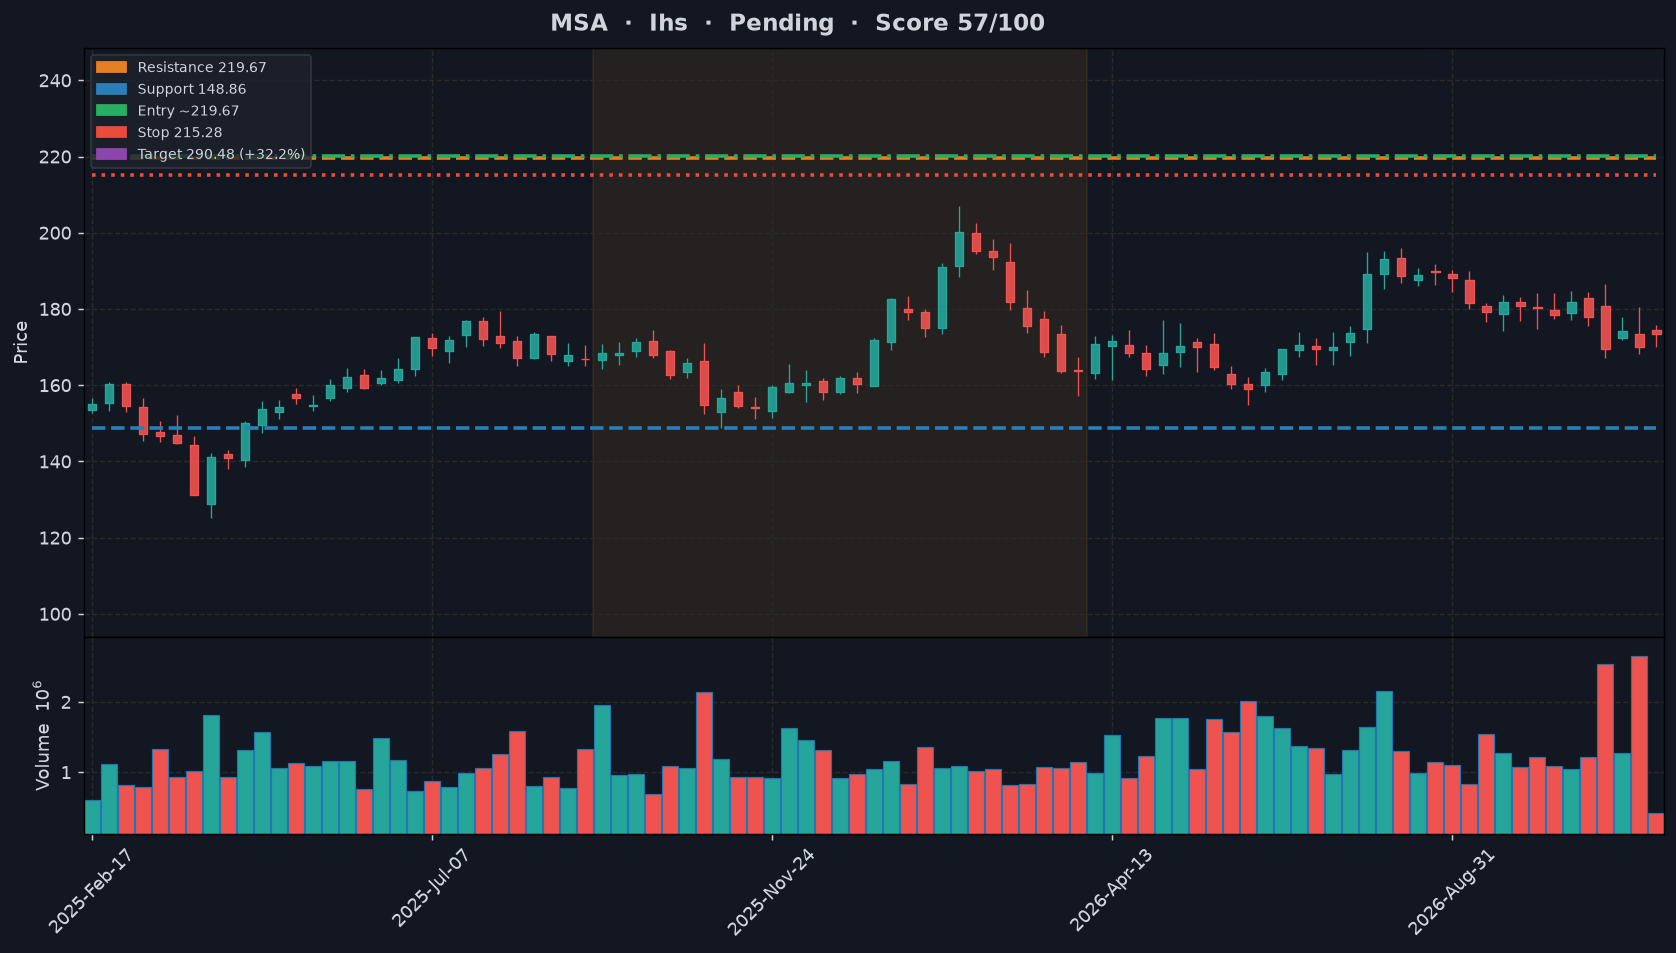 MSA · Ihs · Pending · Score 57/100
Resistance 219.67
Support 148.86
Entry ~219.67
Stop 215.28
Target 290.48 (+32.2%)
Price
240
220
200
180
160
140
120
100
Volume 10⁶
2
1
2025-Feb-17
2025-Jul-07
2025-Nov-24
2026-Apr-13
2026-Aug-31